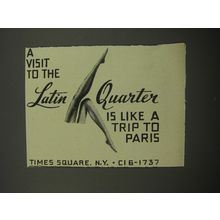 A
VISIT
TO THE
Latin Quarter
IS LIKE A
TRIP TO
PARIS
TIMES SQUARE, N.Y. • CI 6-1737